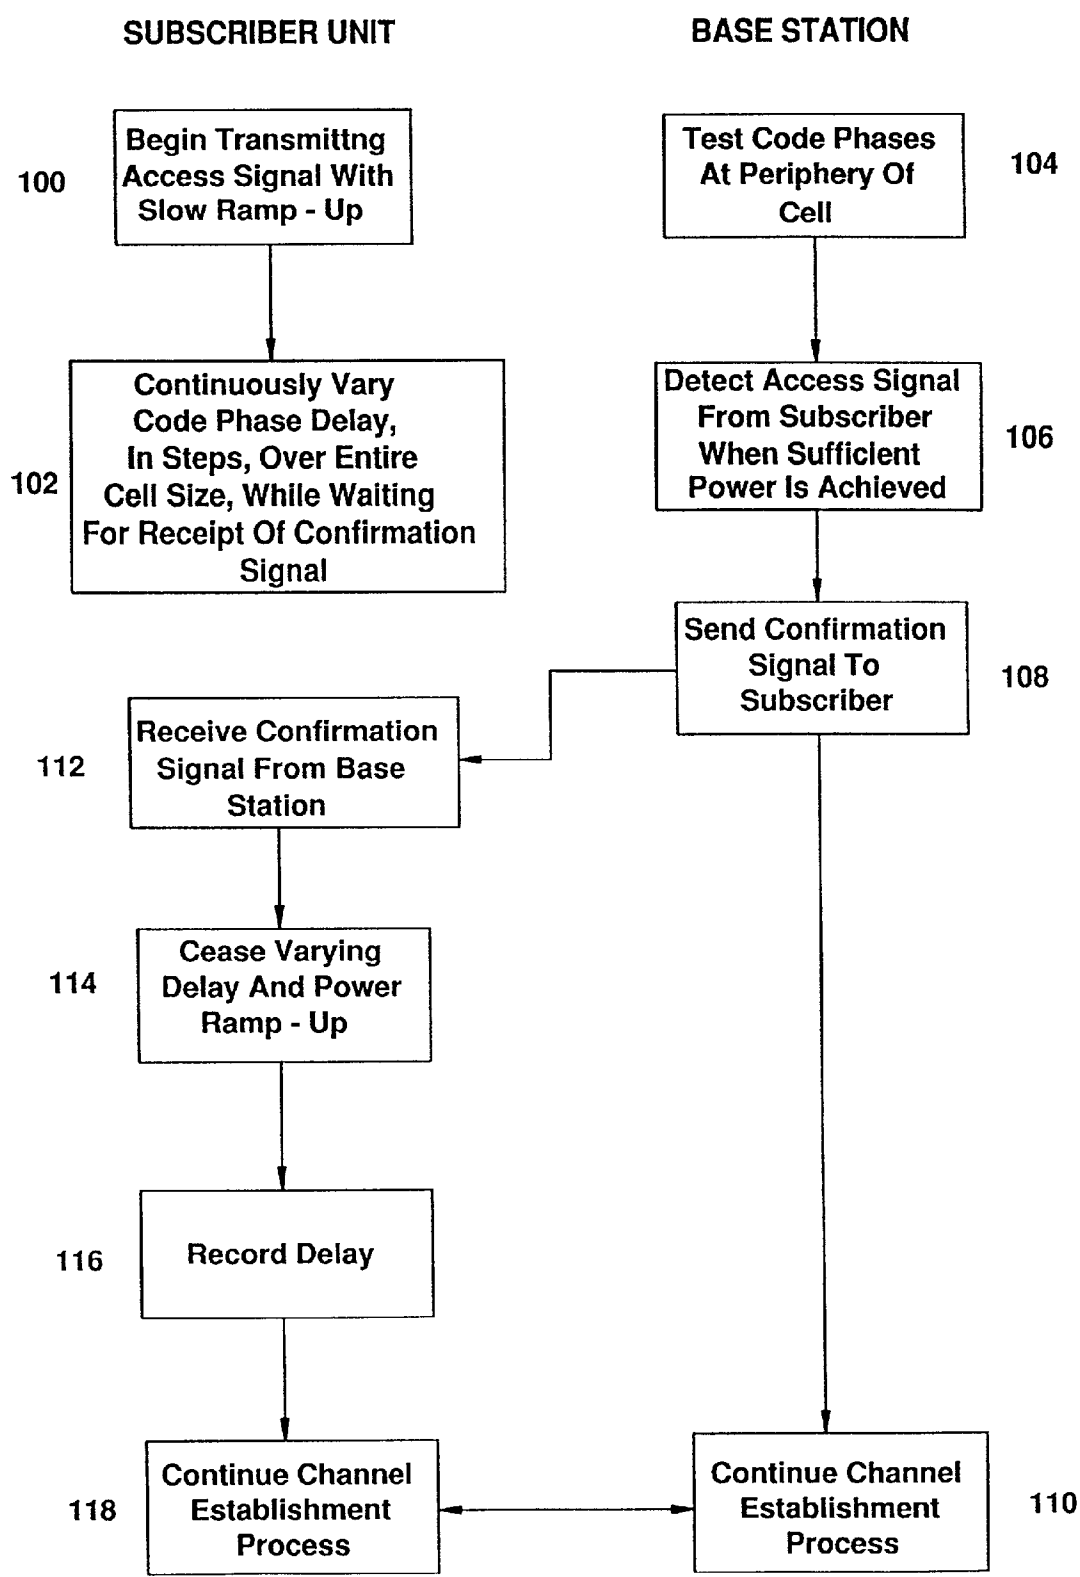 SUBSCRIBER UNIT
BASE STATION
100
Begin Transmittng
Access Signal With
Slow Ramp - Up
Test Code Phases
At Periphery Of
Cell
104
102
Continuously Vary
Code Phase Delay,
In Steps, Over Entire
Cell Size, While Waiting
For Receipt Of Confirmation
Signal
Detect Access Signal
From Subscriber
When Sufficient
Power Is Achieved
106
Send Confirmation
Signal To
Subscriber
108
112
Receive Confirmation
Signal From Base
Station
114
Cease Varying
Delay And Power
Ramp - Up
116
Record Delay
118
Continue Channel
Establishment
Process
Continue Channel
Establishment
Process
110